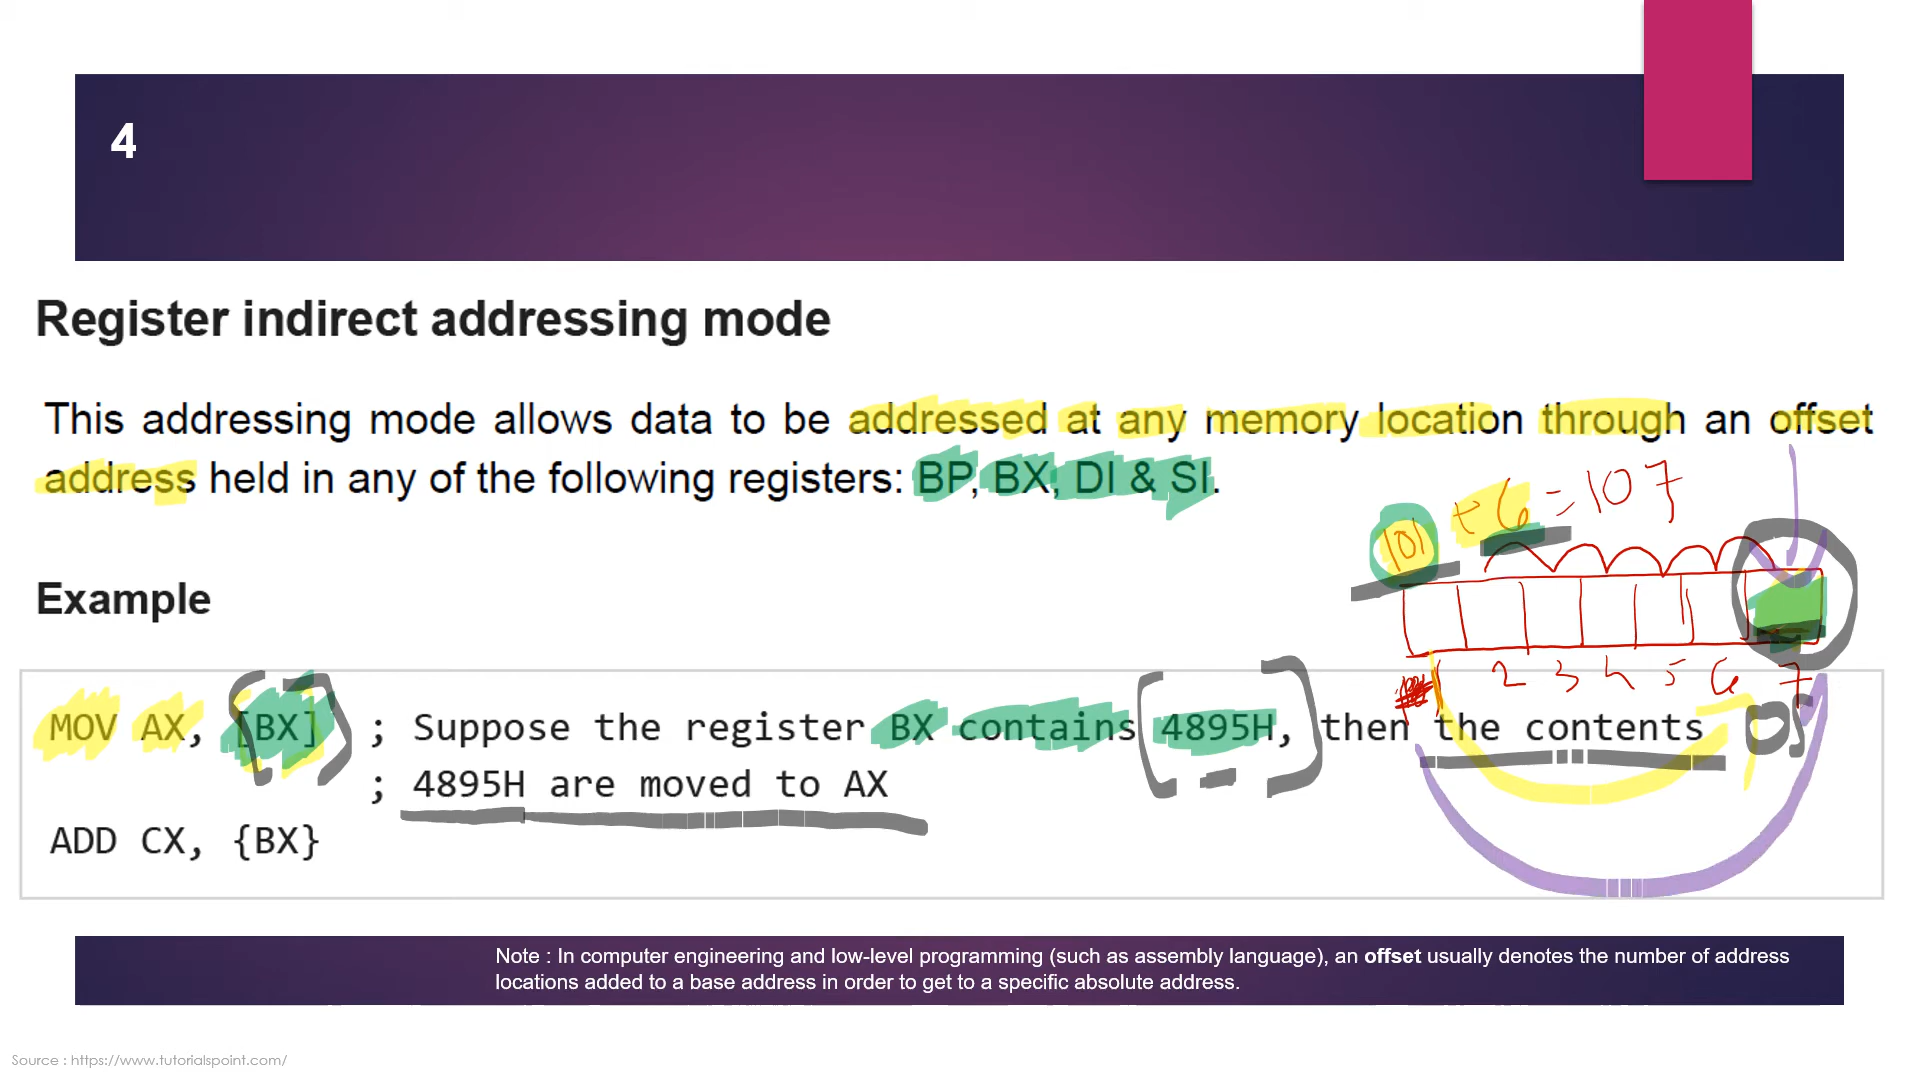 4
Register indirect addressing mode
This addressing mode allows data to be addressed at any memory location through an offset
address held in any of the following registers: BP, BX, DI & SI.
101 + 6 = 107
Example
1 2 3 4 5 6 7
MOV AX, [BX] ; Suppose the register BX contains 4895H, then the contents
DS
; 4895H are moved to AX
ADD CX, {BX}
Note : In computer engineering and low-level programming (such as assembly language), an offset usually denotes the number of address
locations added to a base address in order to get to a specific absolute address.
Source : https://www.tutorialspoint.com/